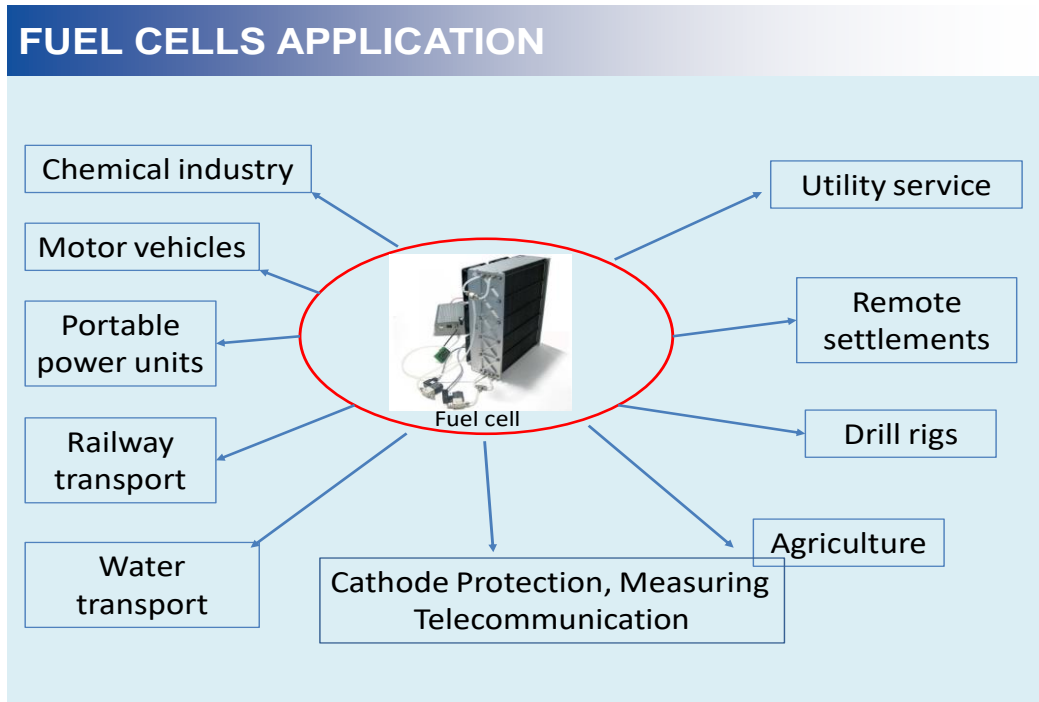 FUEL CELLS APPLICATION
Chemical industry
Motor vehicles
Portable
power units
Railway
transport
Water
transport
Fuel cell
Cathode Protection, Measuring
Telecommunication
Utility service
Remote
settlements
Drill rigs
Agriculture